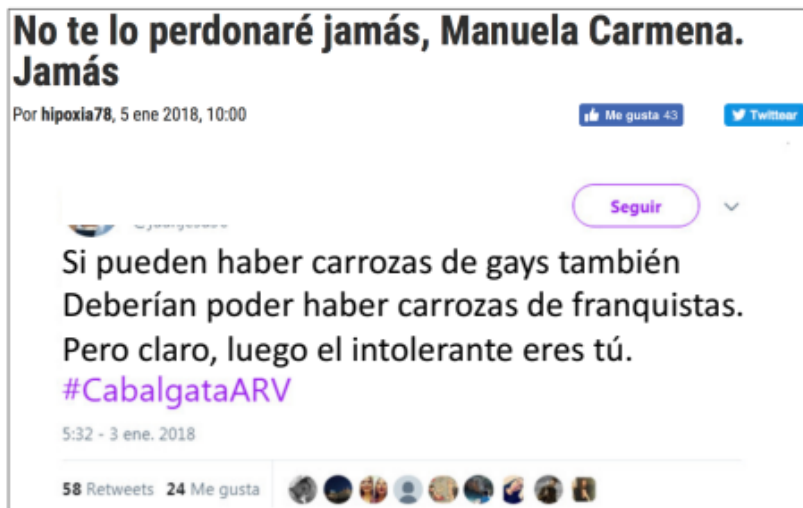 No te lo perdonaré jamás, Manuela Carmena.
Jamás
Por hipoxia78, 5 ene 2018, 10:00
Me gusta 43
Twittear
Seguir
Si pueden haber carrozas de gays también
Deberían poder haber carrozas de franquistas.
Pero claro, luego el intolerante eres tú.
#CabalgataARV
5:32 - 3 ene. 2018
58 Retweets 24 Me gusta